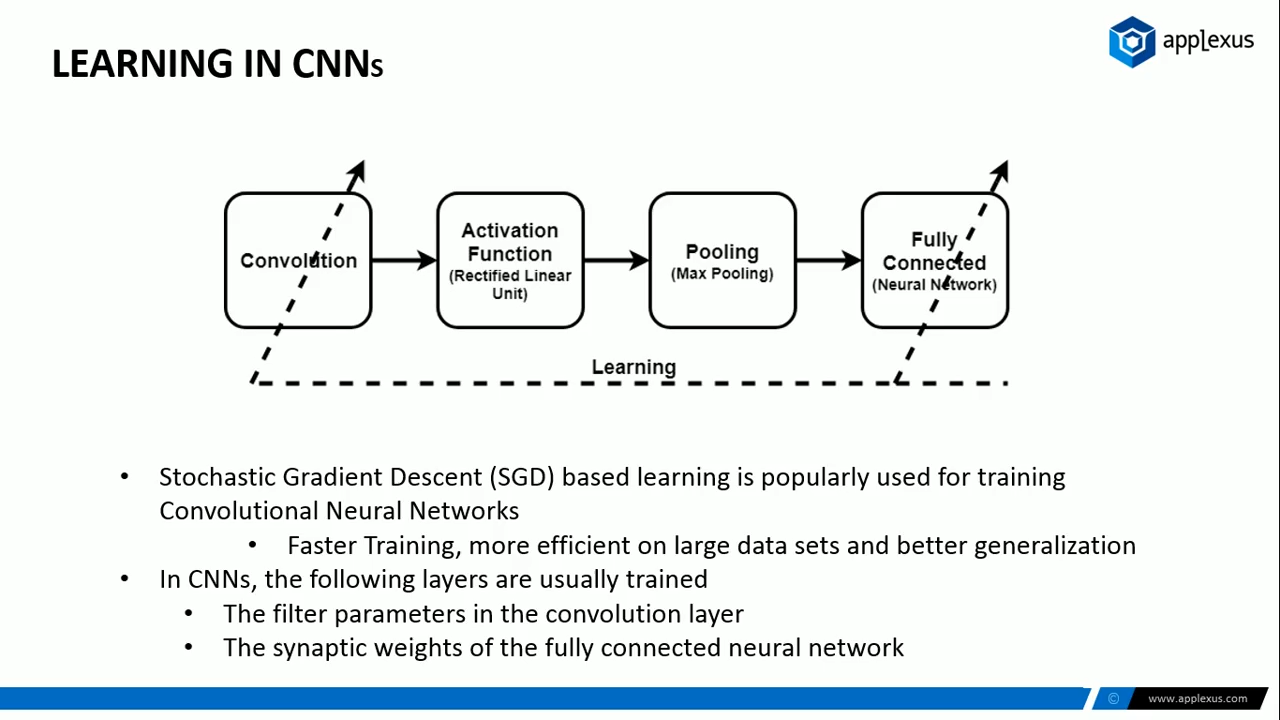 LEARNING IN CNNs
applexus
Convolution
Activation
Function
(Rectified Linear
Unit)
Pooling
(Max Pooling)
Fully
Connected
(Neural Network)
Learning
• Stochastic Gradient Descent (SGD) based learning is popularly used for training
Convolutional Neural Networks
• Faster Training, more efficient on large data sets and better generalization
• In CNNs, the following layers are usually trained
• The filter parameters in the convolution layer
• The synaptic weights of the fully connected neural network
© www.applexus.com